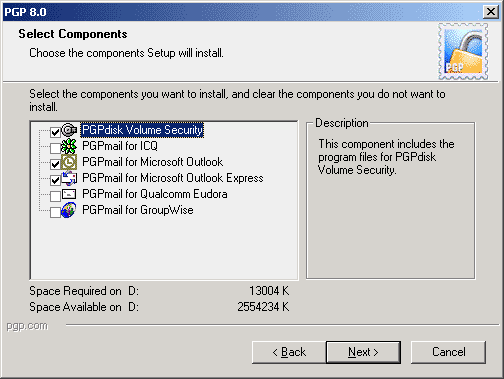 PGP 8.0
Select Components
Choose the components Setup will install.
PGP
Select the components you want to install, and clear the components you do not want to
install.
PGPdisk Volume Security
PGPmail for ICQ
PGPmail for Microsoft Outlook
PGPmail for Microsoft Outlook Express
PGPmail for Qualcomm Eudora
PGPmail for GroupWise
Description
This component includes the
program files for PGPdisk
Volume Security.
Space Required on D: 13004 K
Space Available on D: 2554234 K
pgp.com
< Back
Next >
Cancel